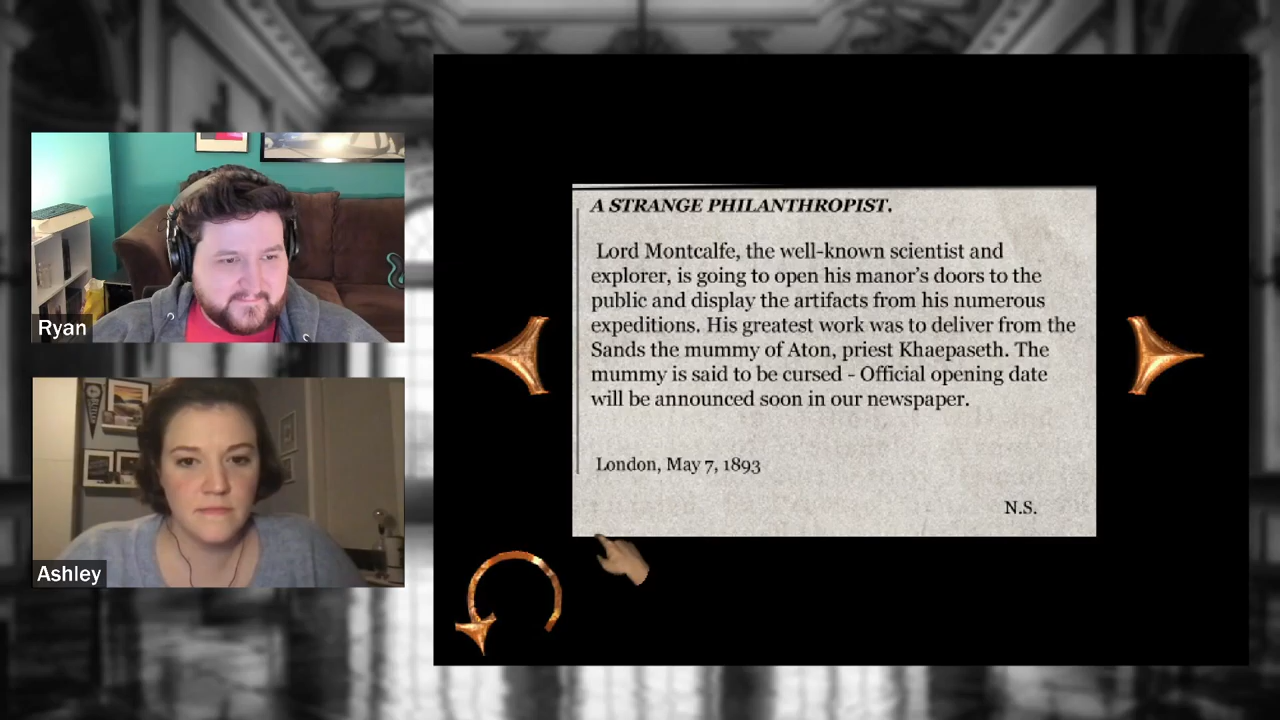 A STRANGE PHILANTHROPIST.
Lord Montcalfe, the well-known scientist and
explorer, is going to open his manor's doors to the
public and display the artifacts from his numerous
expeditions. His greatest work was to deliver from the
Sands the mummy of Aton, priest Khaepaseth. The
mummy is said to be cursed - Official opening date
will be announced soon in our newspaper.
London, May 7, 1893
N.S.
Ryan
Ashley